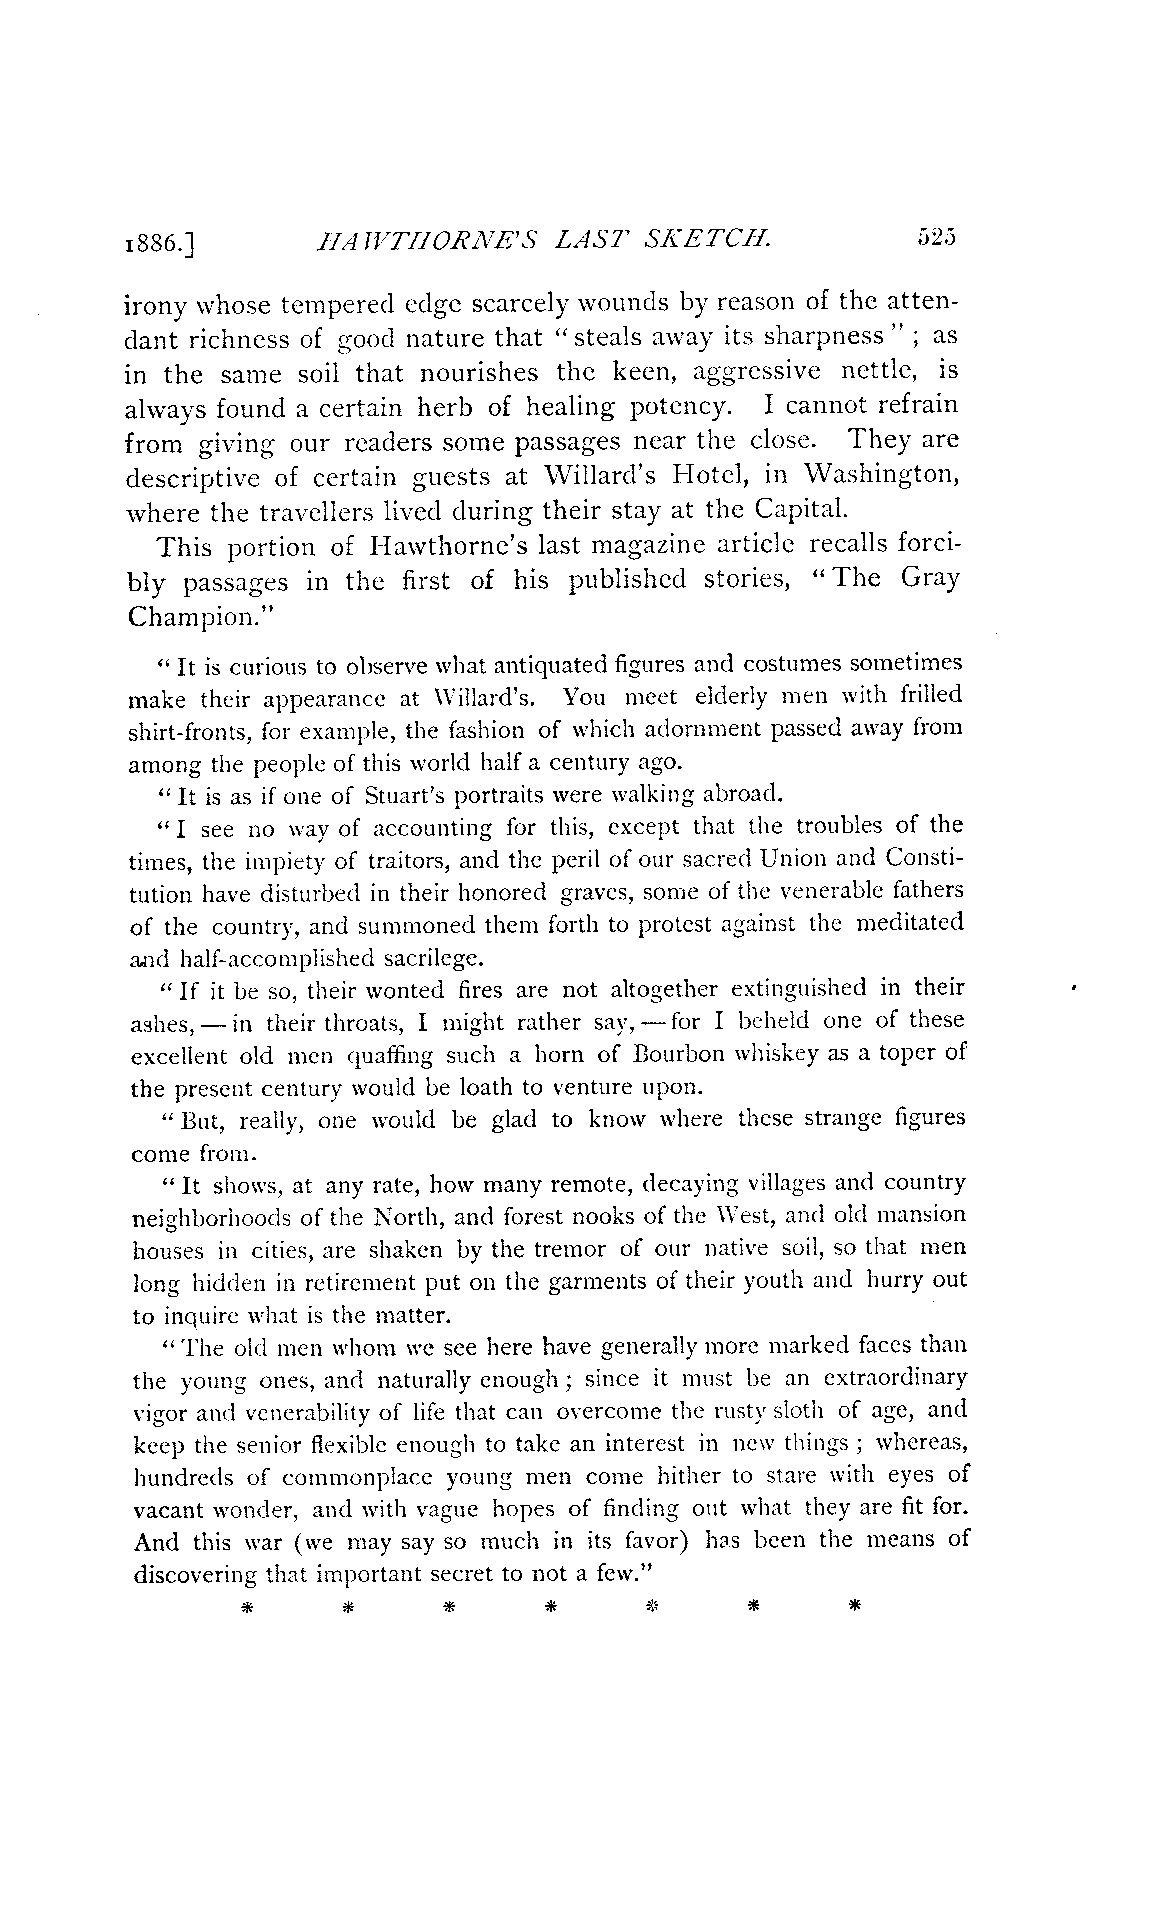 1886.] HAWTHORNE'S LAST SKETCH. 525
irony whose tempered edge scarcely wounds by reason of the atten-
dant richness of good nature that "steals away its sharpness"; as
in the same soil that nourishes the keen, aggressive nettle, is
always found a certain herb of healing potency. I cannot refrain
from giving our readers some passages near the close. They are
descriptive of certain guests at Willard's Hotel, in Washington,
where the travellers lived during their stay at the Capital.
This portion of Hawthorne's last magazine article recalls forci-
bly passages in the first of his published stories, "The Gray
Champion."
"It is curious to observe what antiquated figures and costumes sometimes
make their appearance at Willard's. You meet elderly men with frilled
shirt-fronts, for example, the fashion of which adornment passed away from
among the people of this world half a century ago.
"It is as if one of Stuart's portraits were walking abroad.
"I see no way of accounting for this, except that the troubles of the
times, the impiety of traitors, and the peril of our sacred Union and Consti-
tution have disturbed in their honored graves, some of the venerable fathers
of the country, and summoned them forth to protest against the meditated
and half-accomplished sacrilege.
"If it be so, their wonted fires are not altogether extinguished in their
ashes, — in their throats, I might rather say, — for I beheld one of these
excellent old men quaffing such a horn of Bourbon whiskey as a toper of
the present century would be loath to venture upon.
"But, really, one would be glad to know where these strange figures
come from.
"It shows, at any rate, how many remote, decaying villages and country
neighborhoods of the North, and forest nooks of the West, and old mansion
houses in cities, are shaken by the tremor of our native soil, so that men
long hidden in retirement put on the garments of their youth and hurry out
to inquire what is the matter.
"The old men whom we see here have generally more marked faces than
the young ones, and naturally enough; since it must be an extraordinary
vigor and venerability of life that can overcome the rusty sloth of age, and
keep the senior flexible enough to take an interest in new things; whereas,
hundreds of commonplace young men come hither to stare with eyes of
vacant wonder, and with vague hopes of finding out what they are fit for.
And this war (we may say so much in its favor) has been the means of
discovering that important secret to not a few."
* * * * * * *